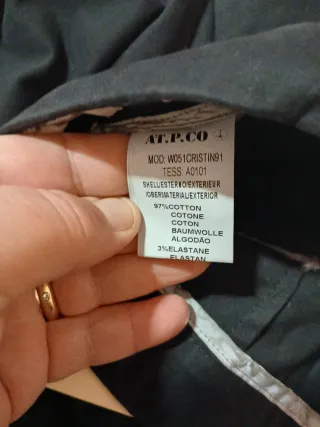 AT.P.CO
MOD: W051CRISTIN91
TESS: A0101
SHELL/ESTERNO/EXTERIEUR
/OBERMATERIAL/EXTERIOR
97%COTTON
COTONE
COTON
BAUMWOLLE
ALGODÃO
3%ELASTANE
ELASTAN